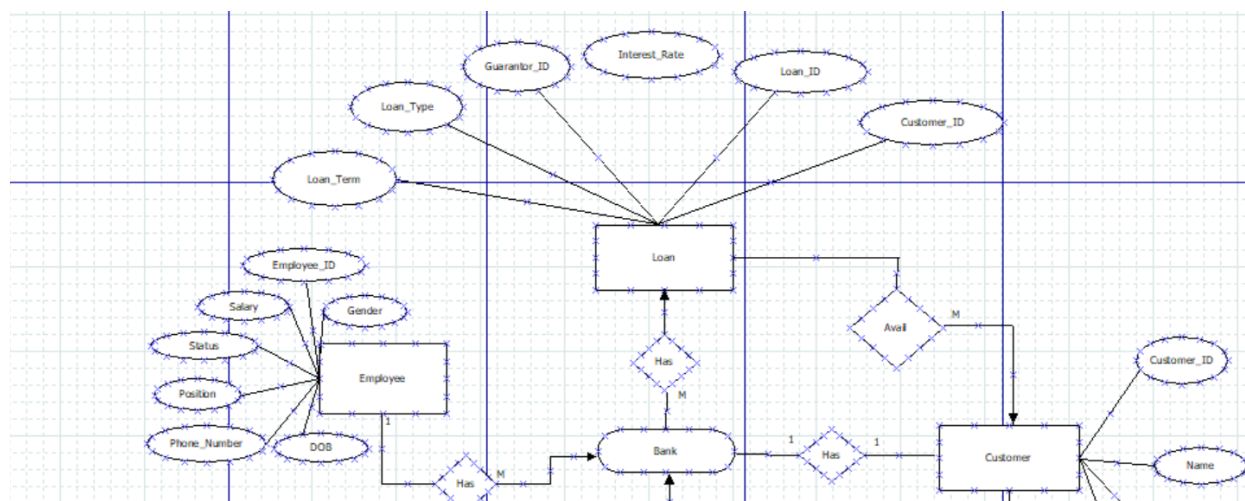 Interest_Rate
Guarantor_ID
Loan_ID
Loan_Type
Customer_ID
Loan_Term
Loan
Employee_ID
Salary
Gender
M
Avail
Status
Customer_ID
Has
Employee
Position
M
1
Phone_Number
DOB
1
1
Bank
Has
Customer
Name
M
Has